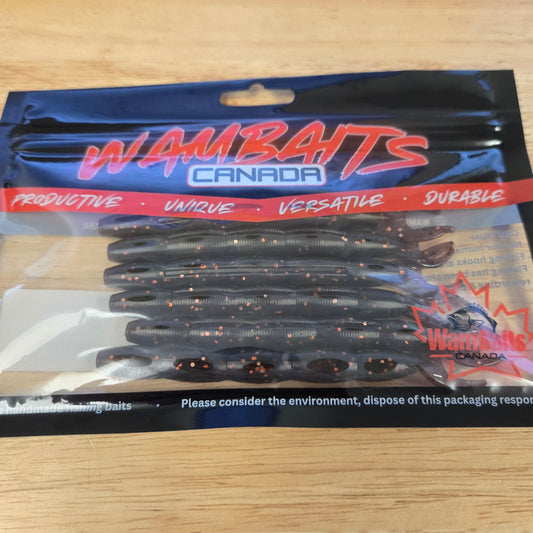 WAMBAITS
CANADA
PRODUCTIVE · UNIQUE · VERSATILE · DURABLE
WamBaits
CANADA
handmade fishing baits · Please consider the environment, dispose of this packaging respon